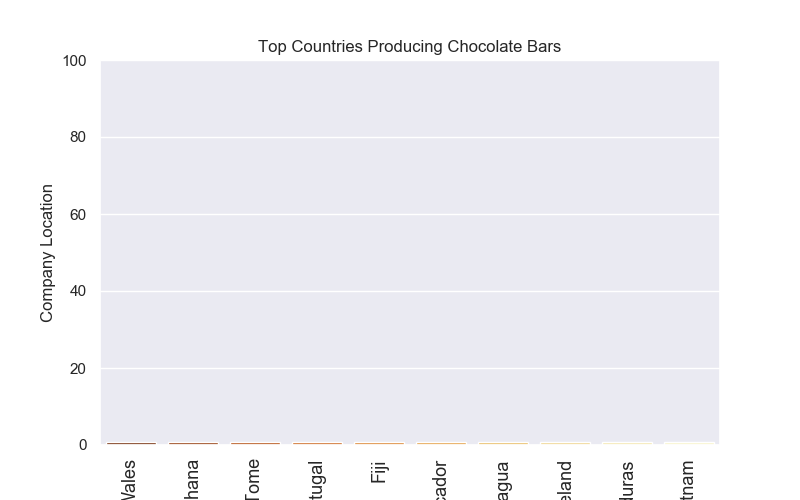 Top Countries Producing Chocolate Bars
Company Location
100
80
60
40
20
0
Wales
hana
Tome
tugal
Fiji
cador
agua
eland
duras
tnam